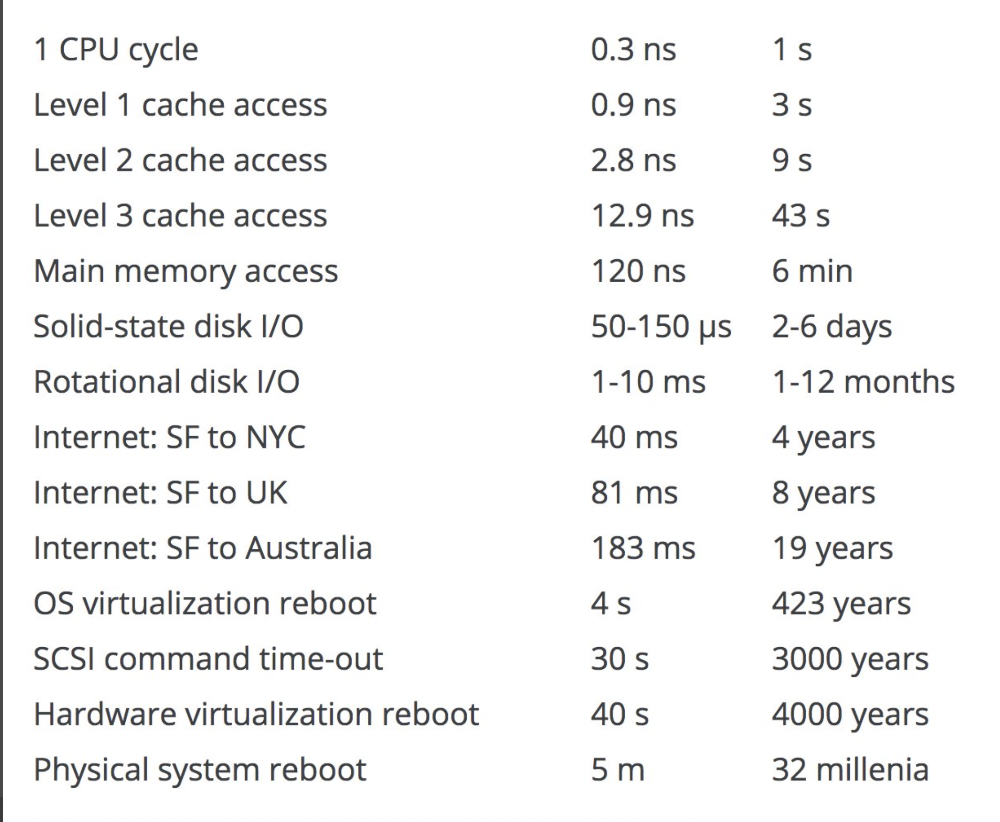 1 CPU cycle 0.3 ns 1 s
Level 1 cache access 0.9 ns 3 s
Level 2 cache access 2.8 ns 9 s
Level 3 cache access 12.9 ns 43 s
Main memory access 120 ns 6 min
Solid-state disk I/O 50-150 μs 2-6 days
Rotational disk I/O 1-10 ms 1-12 months
Internet: SF to NYC 40 ms 4 years
Internet: SF to UK 81 ms 8 years
Internet: SF to Australia 183 ms 19 years
OS virtualization reboot 4 s 423 years
SCSI command time-out 30 s 3000 years
Hardware virtualization reboot 40 s 4000 years
Physical system reboot 5 m 32 millenia